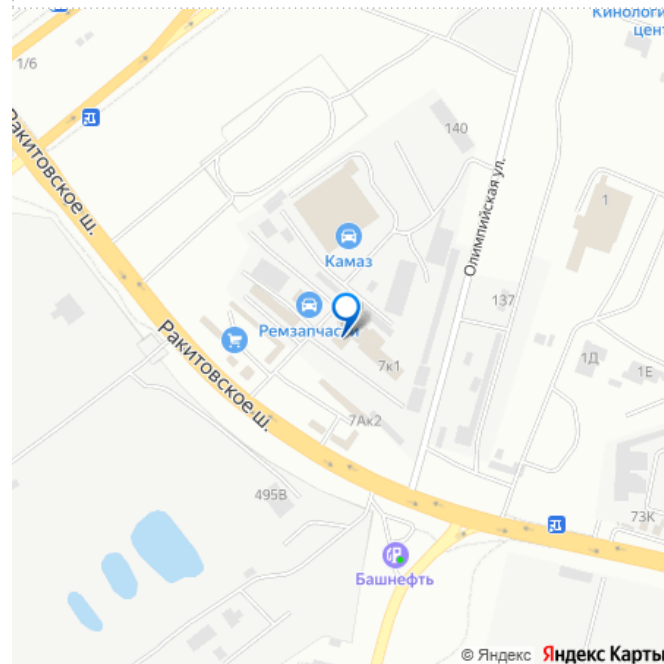 Кинологи
цент
1/6
Ракитовское ш.
140
Олимпийская ул.
1
Камаз
137
Ремзапчасти
Ракитовское ш.
7к1
1Д
1Е
7Ак2
495В
73К
Башнефть
© Яндекс Яндекс Карты